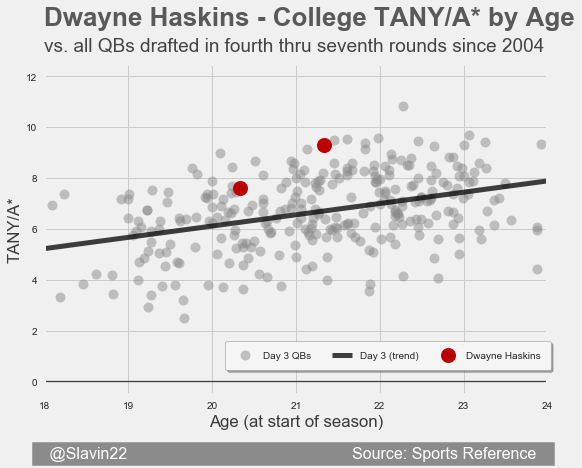 Dwayne Haskins - College TANY/A* by Age
vs. all QBs drafted in fourth thru seventh rounds since 2004
12
10
8
6
4
2
0
TANY/A*
Day 3 QBs
Day 3 (trend)
Dwayne Haskins
18 19 20 21 22 23 24
Age (at start of season)
@Slavin22
Source: Sports Reference